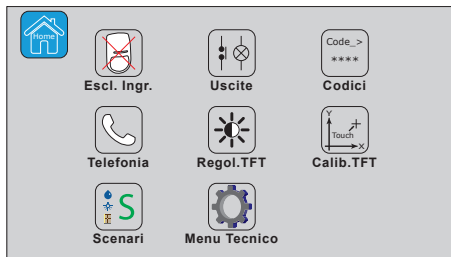 Home
Code_>
****
Escl. Ingr.
Uscite
Codici
Y
Touch
X
Telefonia
Regol.TFT
Calib.TFT
S
Scenari
Menu Tecnico